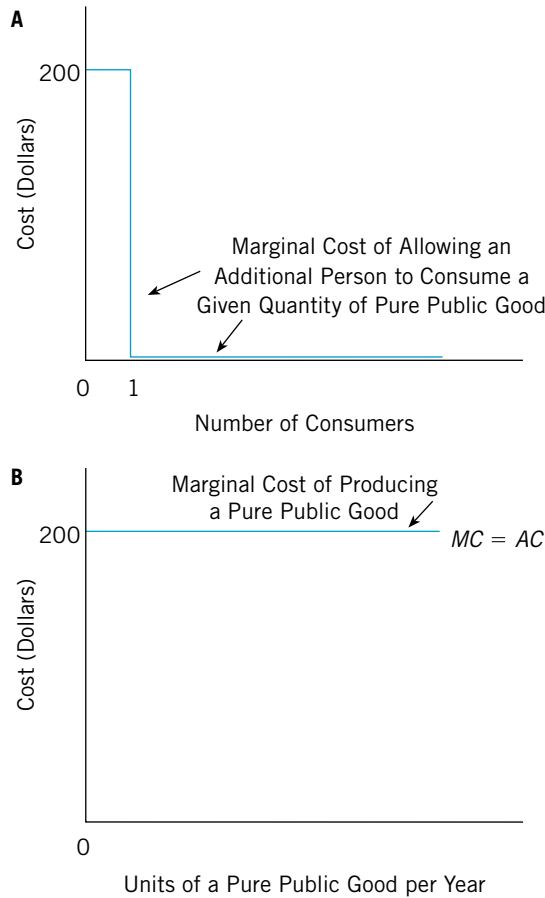 A
200
Cost (Dollars)
Marginal Cost of Allowing an
Additional Person to Consume a
Given Quantity of Pure Public Good
0 1
Number of Consumers
B
Marginal Cost of Producing
a Pure Public Good
200
MC = AC
Cost (Dollars)
0
Units of a Pure Public Good per Year